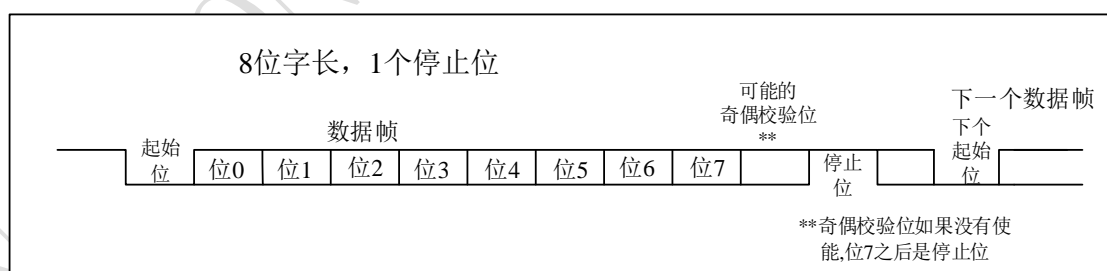 8位字长，1个停止位
可能的
奇偶校验位
**
下一个数据帧
数据帧
下个
起始
位
起始
位
位0 位1 位2 位3 位4 位5 位6 位7
停止
位
**奇偶校验位如果没有使
能,位7之后是停止位